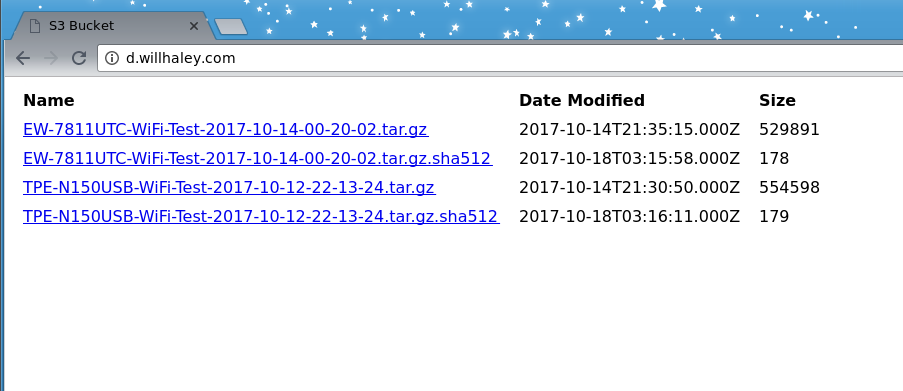 S3 Bucket
d.willhaley.com
Name Date Modified Size
EW-7811UTC-WiFi-Test-2017-10-14-00-20-02.tar.gz 2017-10-14T21:35:15.000Z 529891
EW-7811UTC-WiFi-Test-2017-10-14-00-20-02.tar.gz.sha512 2017-10-18T03:15:58.000Z 178
TPE-N150USB-WiFi-Test-2017-10-12-22-13-24.tar.gz 2017-10-14T21:30:50.000Z 554598
TPE-N150USB-WiFi-Test-2017-10-12-22-13-24.tar.gz.sha512 2017-10-18T03:16:11.000Z 179